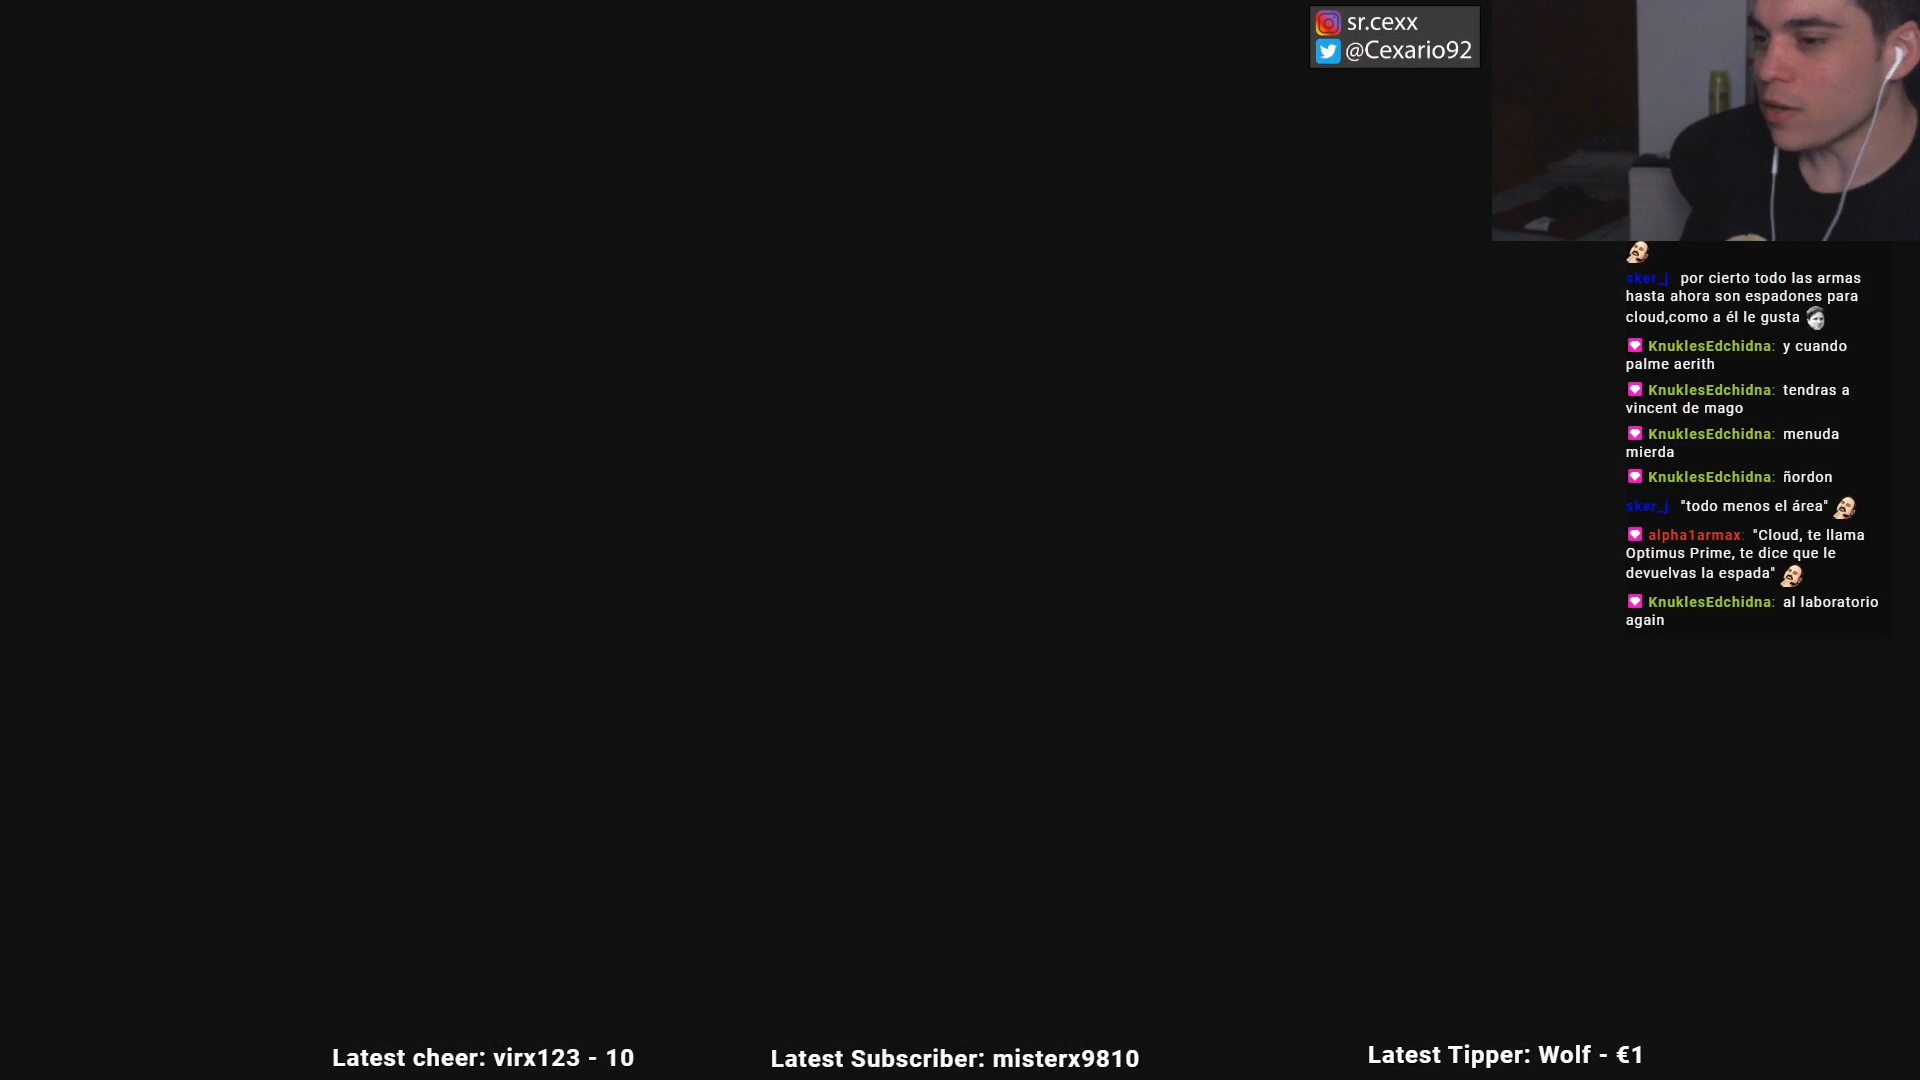 sr.cexx
@Cexario92
sker_j por cierto todo las armas
hasta ahora son espadones para
cloud,como a él le gusta
KnuklesEdchidna: y cuando
palme aerith
KnuklesEdchidna: tendras a
vincent de mago
KnuklesEdchidna: menuda
mierda
KnuklesEdchidna: ñordon
sker_j "todo menos el área"
alpha1armax: "Cloud, te llama
Optimus Prime, te dice que le
devuelvas la espada"
KnuklesEdchidna: al laboratorio
again
Latest cheer: virx123 - 10
Latest Subscriber: misterx9810
Latest Tipper: Wolf - €1